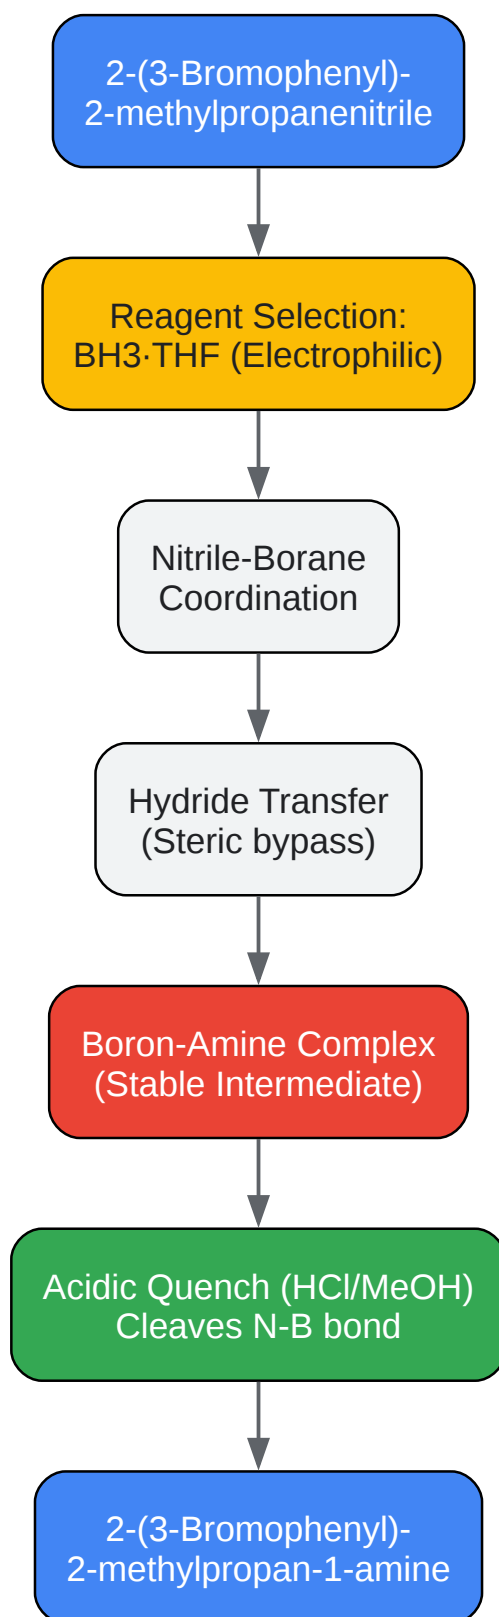 2-(3-Bromophenyl)-
2-methylpropanenitrile
Reagent Selection:
BH3·THF (Electrophilic)
Nitrile-Borane
Coordination
Hydride Transfer
(Steric bypass)
Boron-Amine Complex
(Stable Intermediate)
Acidic Quench (HCl/MeOH)
Cleaves N-B bond
2-(3-Bromophenyl)-
2-methylpropan-1-amine